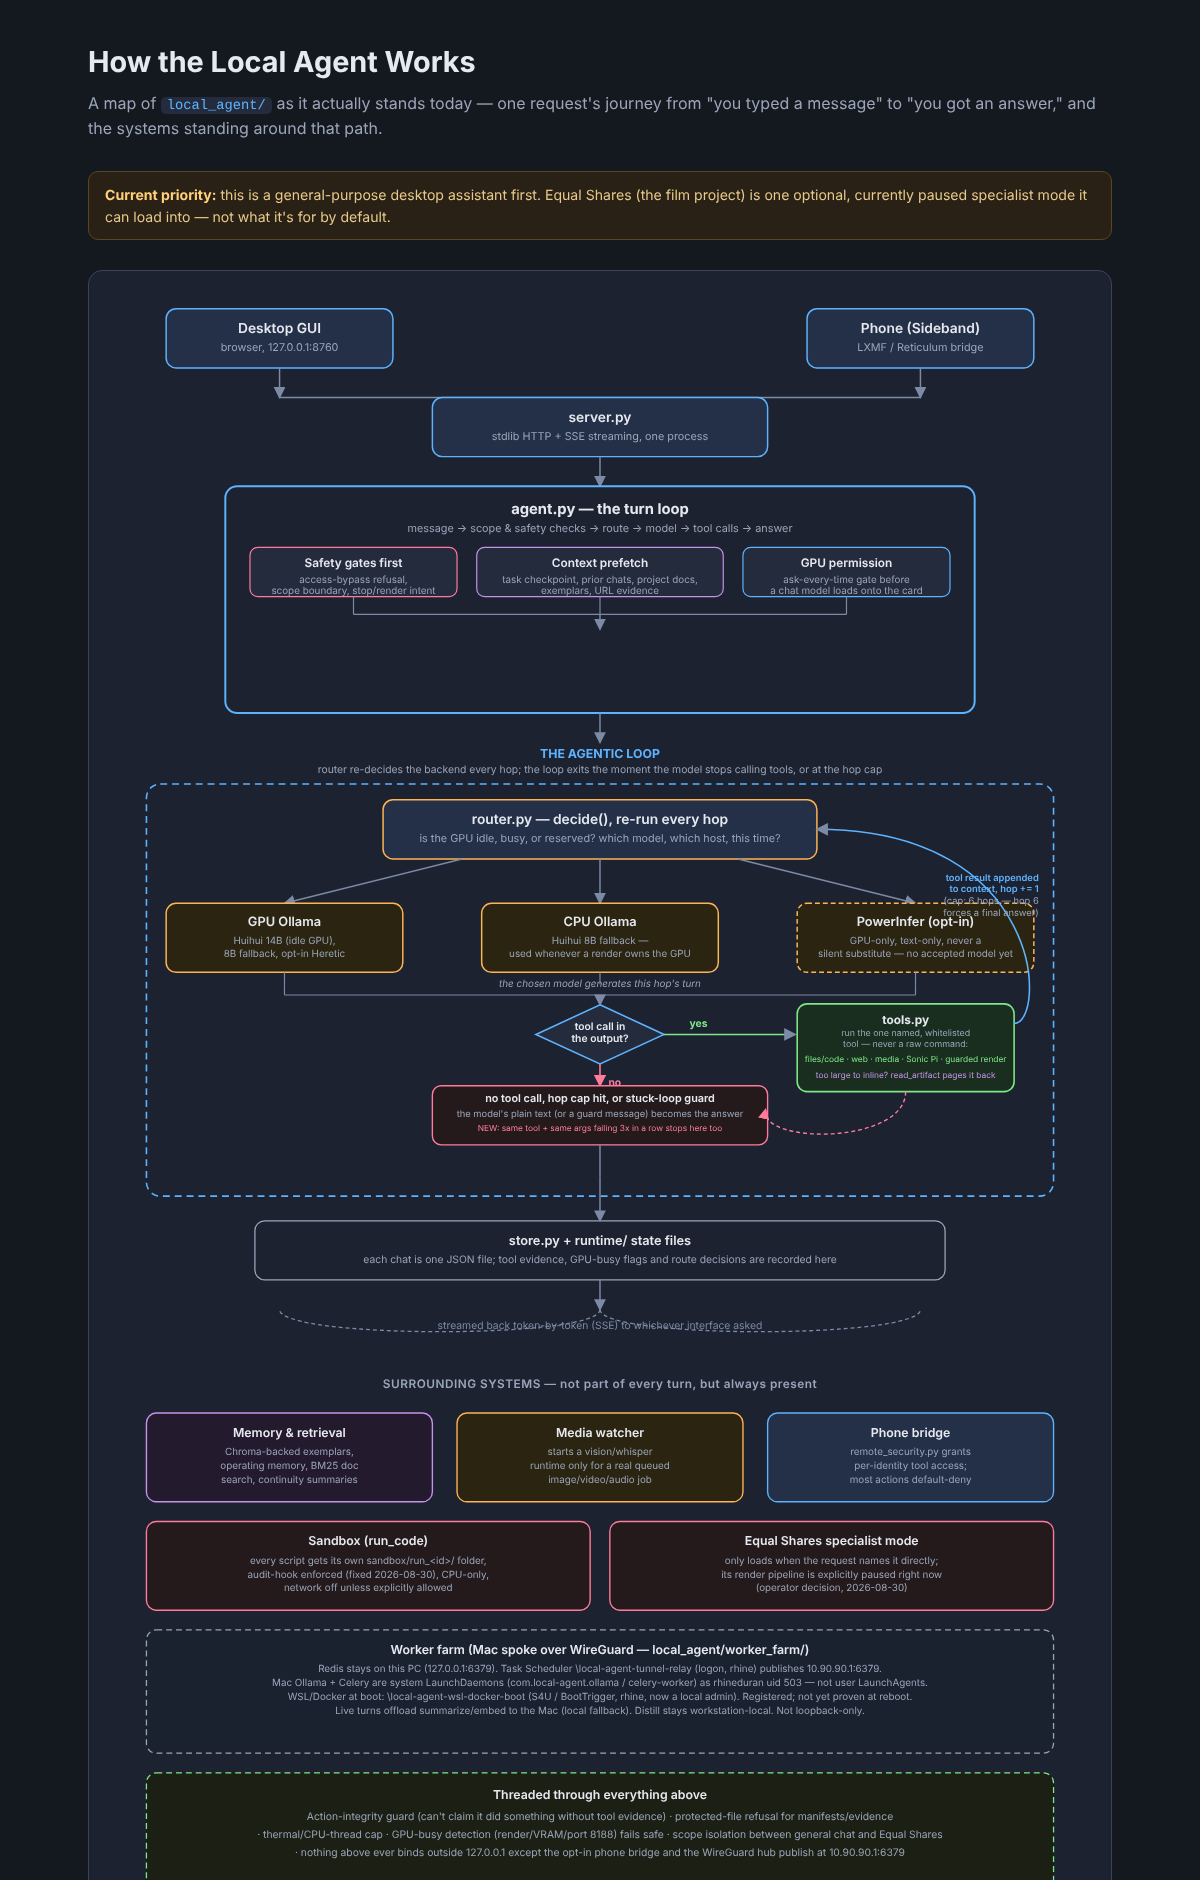 How the Local Agent Works
A map of local_agent/ as it actually stands today — one request's journey from "you typed a message" to "you got an answer," and
the systems standing around that path.
Current priority: this is a general-purpose desktop assistant first. Equal Shares (the film project) is one optional, currently paused specialist mode it
can load into — not what it's for by default.
Desktop GUI
browser, 127.0.0.1:8760
Phone (Sideband)
LXMF / Reticulum bridge
server.py
stdlib HTTP + SSE streaming, one process
agent.py — the turn loop
message → scope & safety checks → route → model → tool calls → answer
Safety gates first
access-bypass refusal,
scope boundary, stop/render intent
Context prefetch
task checkpoint, prior chats, project docs,
exemplars, URL evidence
GPU permission
ask-every-time gate before
a chat model loads onto the card
THE AGENTIC LOOP
router re-decides the backend every hop; the loop exits the moment the model stops calling tools, or at the hop cap
router.py — decide(), re-run every hop
is the GPU idle, busy, or reserved? which model, which host, this time?
tool result appended
to context, hop += 1
(cap: 6 hops — hop 6
forces a final answer)
GPU Ollama
Huihui 14B (idle GPU),
8B fallback, opt-in Heretic
CPU Ollama
Huihui 8B fallback —
used whenever a render owns the GPU
PowerInfer (opt-in)
GPU-only, text-only, never a
silent substitute — no accepted model yet
the chosen model generates this hop's turn
tool call in
the output?
yes
tools.py
run the one named, whitelisted
tool — never a raw command:
files/code · web · media · Sonic Pi · guarded render
too large to inline? read_artifact pages it back
no
no tool call, hop cap hit, or stuck-loop guard
the model's plain text (or a guard message) becomes the answer
NEW: same tool + same args failing 3x in a row stops here too
store.py + runtime/ state files
each chat is one JSON file; tool evidence, GPU-busy flags and route decisions are recorded here
streamed back token-by-token (SSE) to whichever interface asked
SURROUNDING SYSTEMS — not part of every turn, but always present
Memory & retrieval
Chroma-backed exemplars,
operating memory, BM25 doc
search, continuity summaries
Media watcher
starts a vision/whisper
runtime only for a real queued
image/video/audio job
Phone bridge
remote_security.py grants
per-identity tool access;
most actions default-deny
Sandbox (run_code)
every script gets its own sandbox/run_<id>/ folder,
audit-hook enforced (fixed 2026-08-30), CPU-only,
network off unless explicitly allowed
Equal Shares specialist mode
only loads when the request names it directly;
its render pipeline is explicitly paused right now
(operator decision, 2026-08-30)
Worker farm (Mac spoke over WireGuard — local_agent/worker_farm/)
Redis stays on this PC (127.0.0.1:6379). Task Scheduler \local-agent-tunnel-relay (logon, rhine) publishes 10.90.90.1:6379.
Mac Ollama + Celery are system LaunchDaemons (com.local-agent.ollama / celery-worker) as rhineduran uid 503 — not user LaunchAgents.
WSL/Docker at boot: \local-agent-wsl-docker-boot (S4U / BootTrigger, rhine, now a local admin). Registered; not yet proven at reboot.
Live turns offload summarize/embed to the Mac (local fallback). Distill stays workstation-local. Not loopback-only.
Threaded through everything above
Action-integrity guard (can't claim it did something without tool evidence) · protected-file refusal for manifests/evidence
· thermal/CPU-thread cap · GPU-busy detection (render/VRAM/port 8188) fails safe · scope isolation between general chat and Equal Shares
· nothing above ever binds outside 127.0.0.1 except the opt-in phone bridge and the WireGuard hub publish at 10.90.90.1:6379